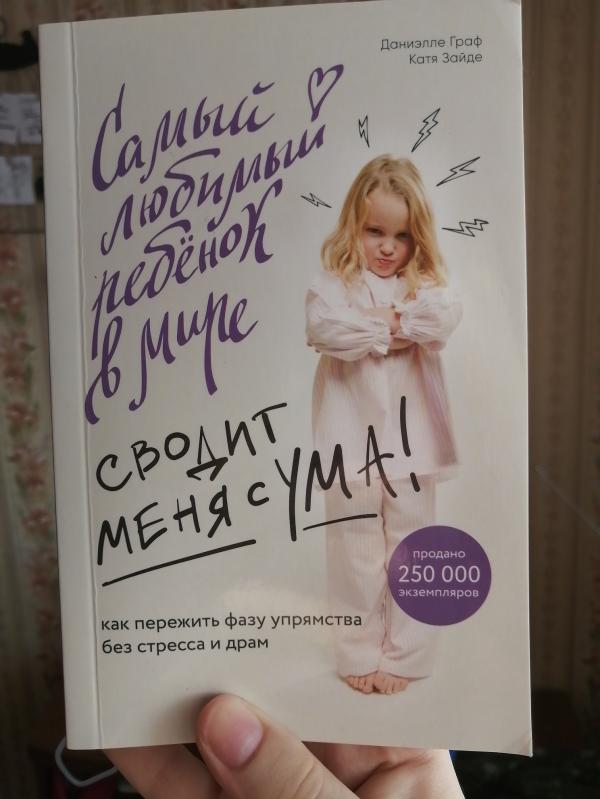 Даниэлле Граф
Катя Зайде
Самый
любимый
ребёнок
в мире
сводит
меня с ума!
продано
250 000
экземпляров
как пережить фазу упрямства
без стресса и драм